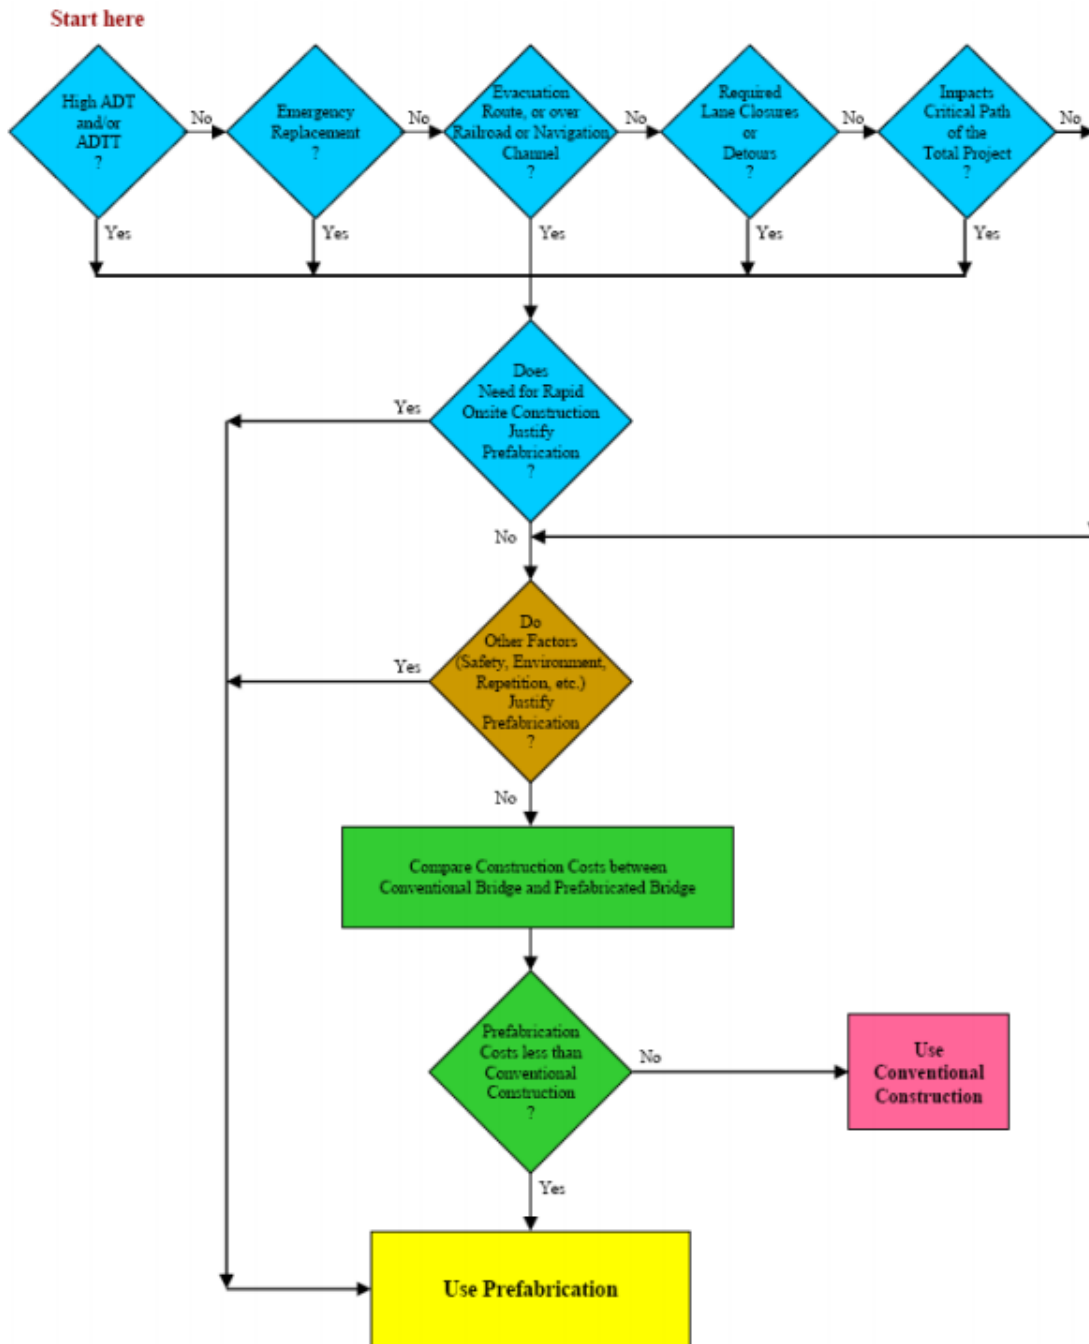 Start here
High ADT
and/or
ADTT
?
No
Emergency
Replacement
?
No
Evacuation
Route, or over
Railroad or Navigation
Channel
?
No
Required
Lane Closures
or
Detours
?
No
Impacts
Critical Path
of the
Total Project
?
No
Yes
Yes
Yes
Yes
Yes
Does
Need for Rapid
Onsite Construction
Justify
Prefabrication
?
Yes
No
Do
Other Factors
(Safety, Environment,
Repetition, etc.)
Justify
Prefabrication
?
Yes
No
Compare Construction Costs between
Conventional Bridge and Prefabricated Bridge
Prefabrication
Costs less than
Conventional
Construction
?
No
Use
Conventional
Construction
Yes
Use Prefabrication